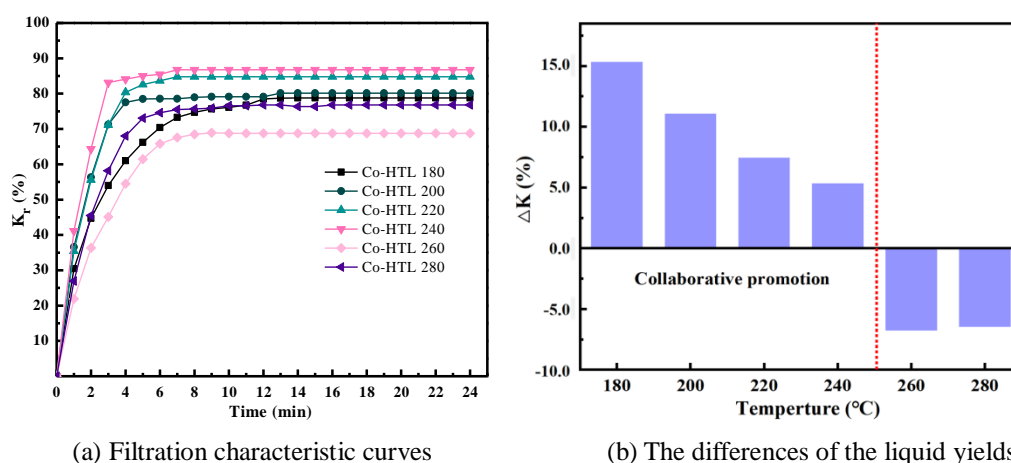 100
90
80
70
60
50
40
30
20
10
K_r (%)
Co-HTL 180
Co-HTL 200
Co-HTL 220
Co-HTL 240
Co-HTL 260
Co-HTL 280
0 2 4 6 8 10 12 14 16 18 20 22 24
Time (min)
(a) Filtration characteristic curves
15.0
10.0
5.0
0.0
-5.0
-10.0
△K (%)
Collaborative promotion
180 200 220 240 260 280
Temperture (℃)
(b) The differences of the liquid yields